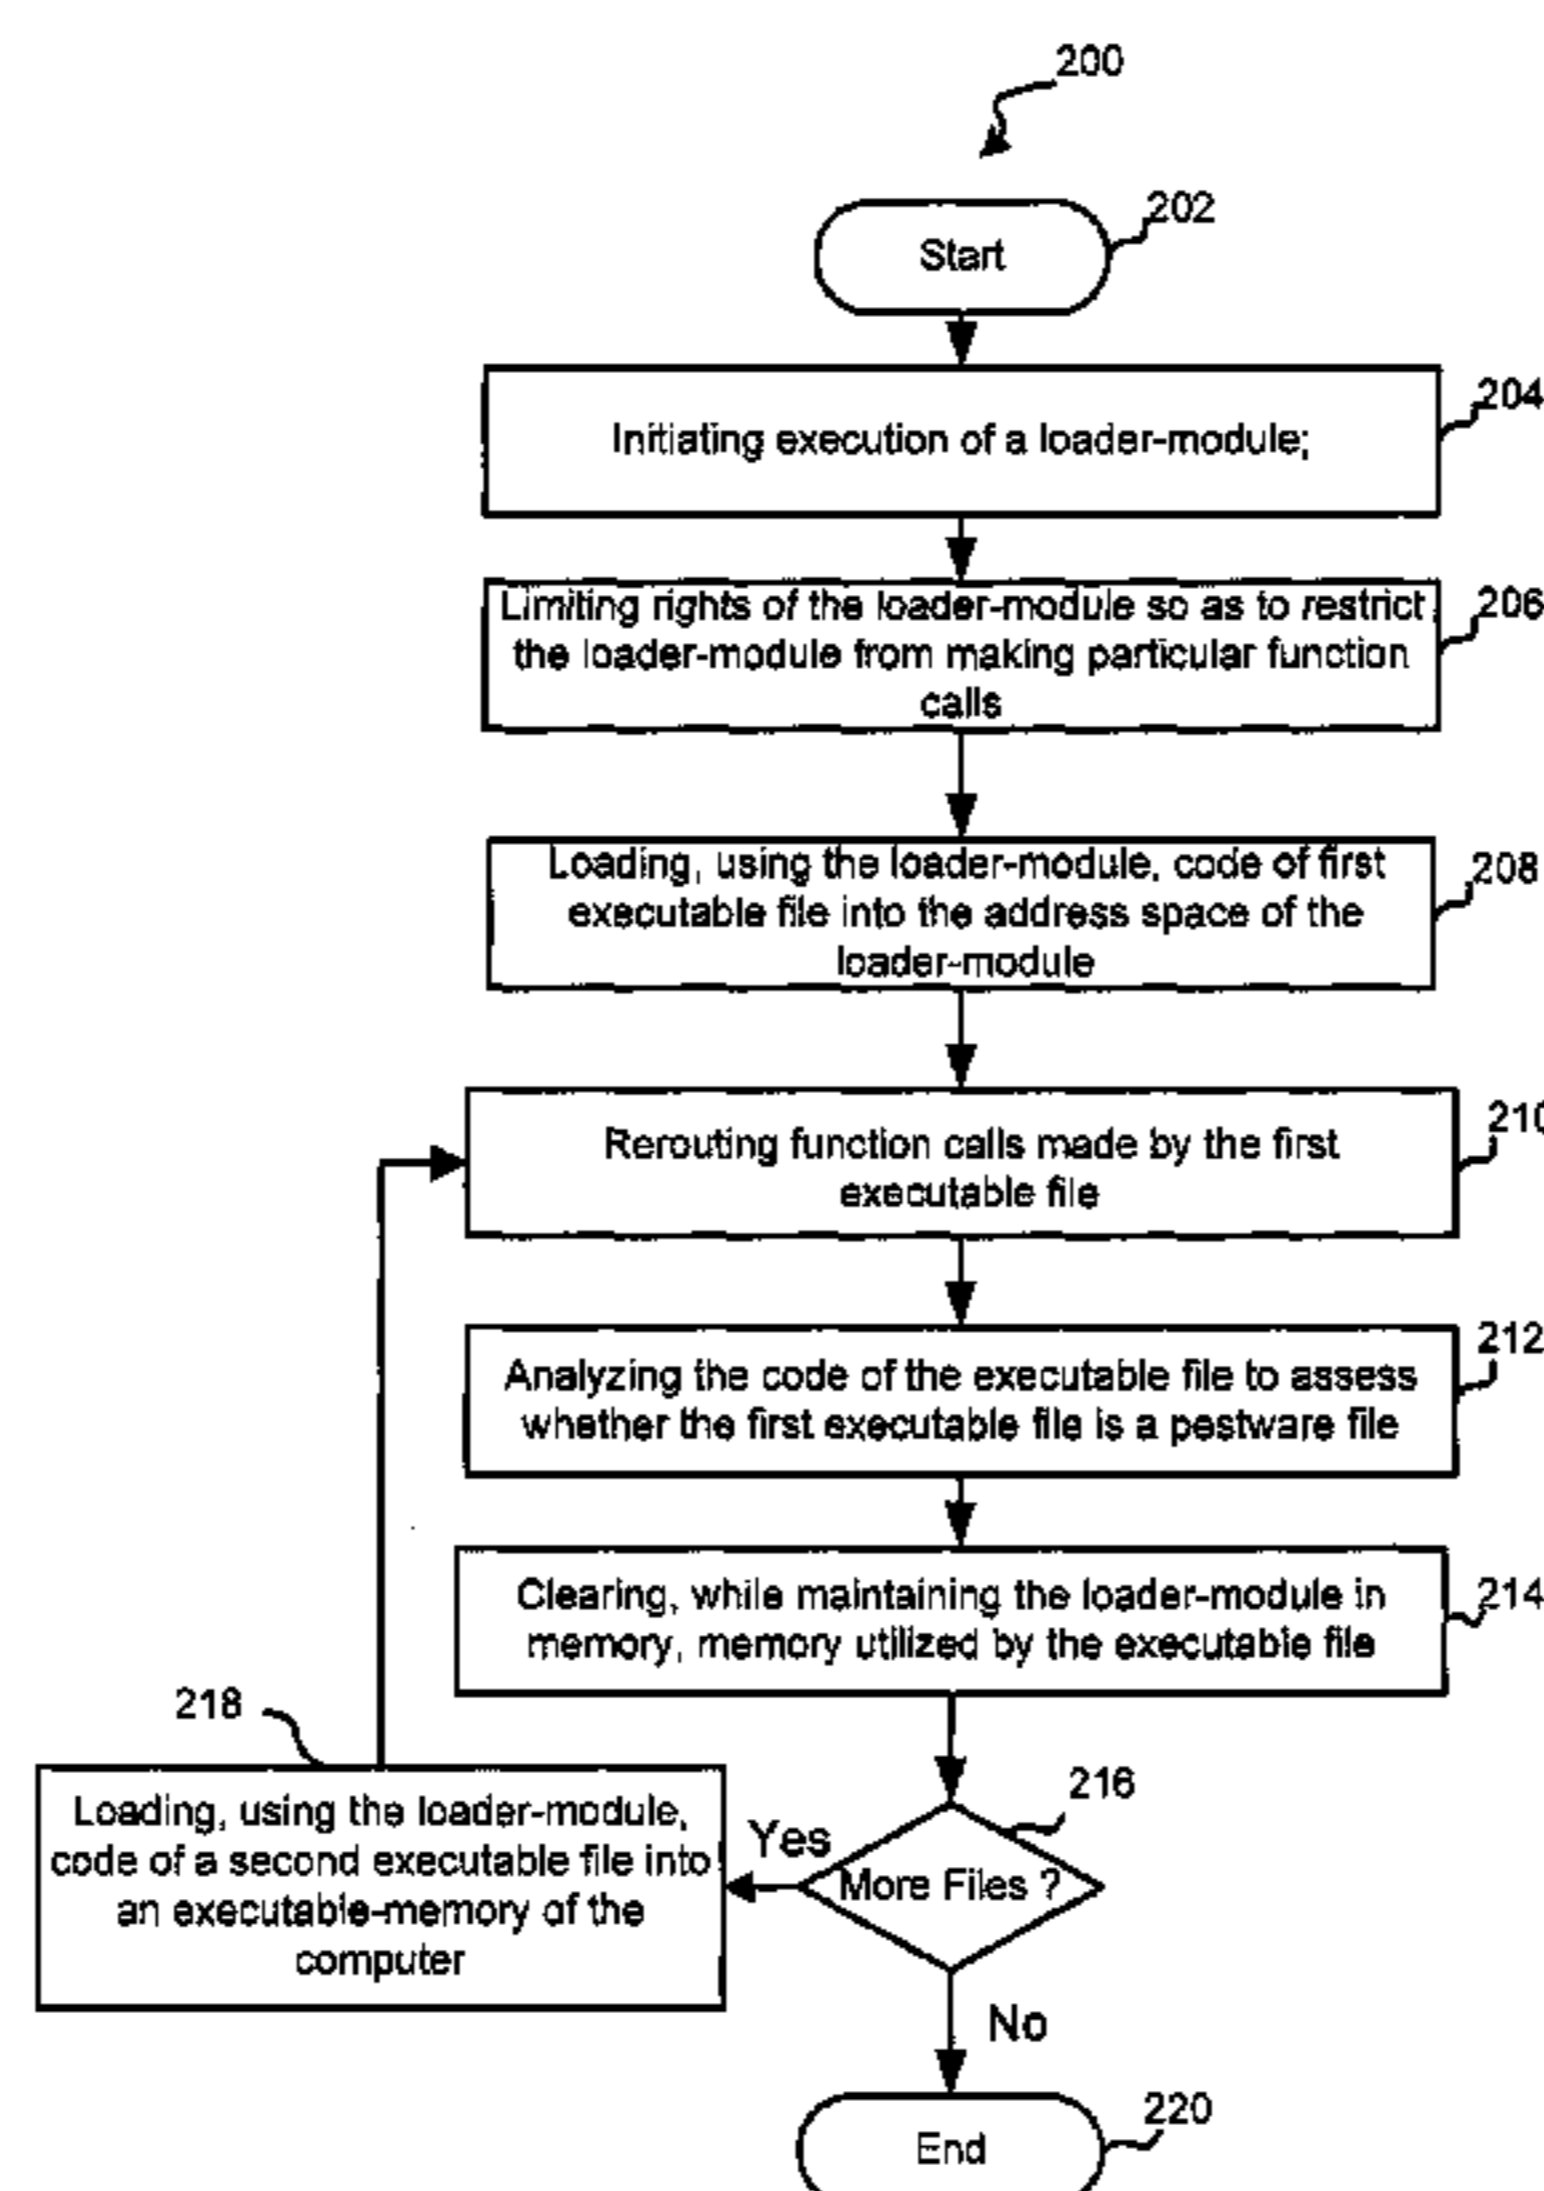 200
202
Start
204
Initiating execution of a loader-module;
206
Limiting rights of the loader-module so as to restrict
the loader-module from making particular function
calls
208
Loading, using the loader-module, code of first
executable file into the address space of the
loader-module
210
Rerouting function calls made by the first
executable file
212
Analyzing the code of the executable file to assess
whether the first executable file is a pestware file
214
Clearing, while maintaining the loader-module in
memory, memory utilized by the executable file
218
216
Loading, using the loader-module,
code of a second executable file into
an executable-memory of the
computer
Yes
More Files ?
No
220
End